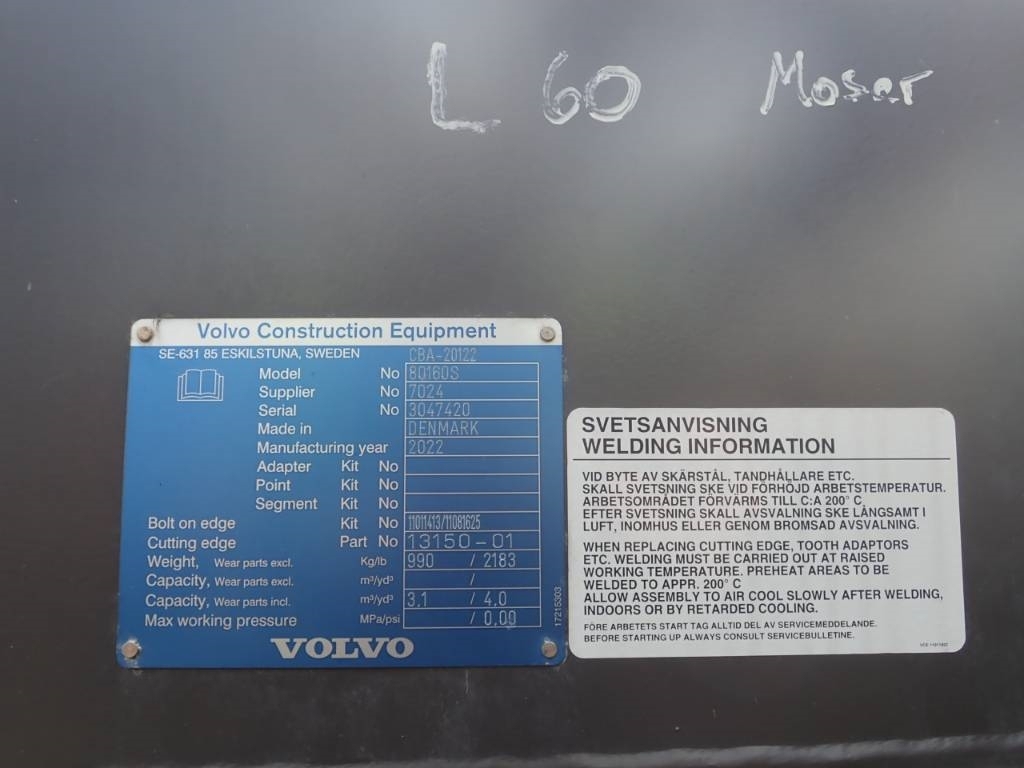 L 60 Moser
Volvo Construction Equipment
SE-631 85 ESKILSTUNA, SWEDEN CBA-20122
Model No 80160S
Supplier No 7024
Serial No 3047420
Made in DENMARK
Manufacturing year 2022
Adapter Kit No
Point Kit No
Segment Kit No
Bolt on edge Kit No 11011413/11081625
Cutting edge Part No 13150-01
Weight, Wear parts excl. Kg/lb 990 / 2183
Capacity, Wear parts excl. m³/yd³ /
Capacity, Wear parts incl. m³/yd³ 3,1 / 4,0
Max working pressure MPa/psi / 0,00
17215303
VOLVO
SVETSANVISNING
WELDING INFORMATION
VID BYTE AV SKÄRSTÅL, TANDHÅLLARE ETC.
SKALL SVETSNING SKE VID FÖRHÖJD ARBETSTEMPERATUR.
ARBETSOMRÅDET FÖRVÄRMS TILL C:A 200° C
EFTER SVETSNING SKALL AVSVALNING SKE LÅNGSAMT I
LUFT, INOMHUS ELLER GENOM BROMSAD AVSVALNING.
WHEN REPLACING CUTTING EDGE, TOOTH ADAPTORS
ETC. WELDING MUST BE CARRIED OUT AT RAISED
WORKING TEMPERATURE. PREHEAT AREAS TO BE
WELDED TO APPR. 200° C
ALLOW ASSEMBLY TO AIR COOL SLOWLY AFTER WELDING,
INDOORS OR BY RETARDED COOLING.
FÖRE ARBETETS START TAG ALLTID DEL AV SERVICEMEDDELANDE.
BEFORE STARTING UP ALWAYS CONSULT SERVICEBULLETINE.